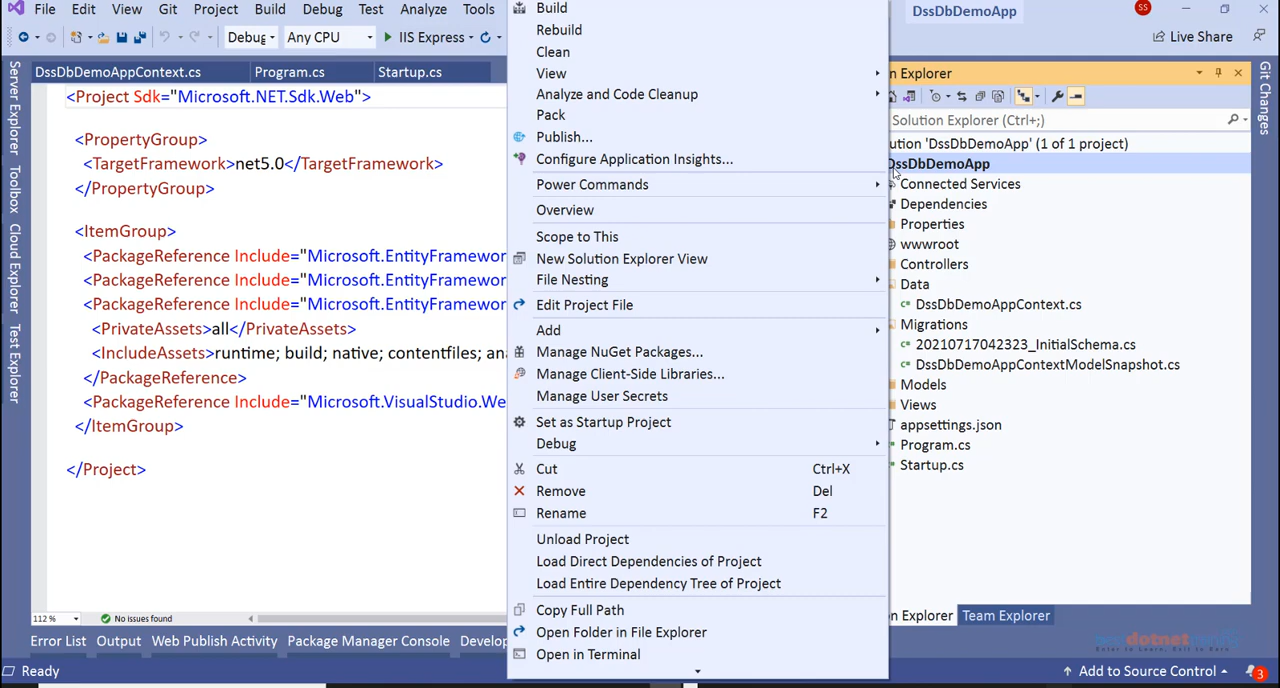 File Edit View Git Project Build Debug Test Analyze Tools
DssDbDemoApp
SS
Debug Any CPU IIS Express
Live Share
Server Explorer
Toolbox
Cloud Explorer
Test Explorer
DssDbDemoAppContext.cs Program.cs Startup.cs
<Project Sdk="Microsoft.NET.Sdk.Web">
<PropertyGroup>
<TargetFramework>net5.0</TargetFramework>
</PropertyGroup>
<ItemGroup>
<PackageReference Include="Microsoft.EntityFramewor
<PackageReference Include="Microsoft.EntityFramewor
<PackageReference Include="Microsoft.EntityFramewor
<PrivateAssets>all</PrivateAssets>
<IncludeAssets>runtime; build; native; contentfiles; ana
</PackageReference>
<PackageReference Include="Microsoft.VisualStudio.We
</ItemGroup>
</Project>
112 % No issues found
Build
Rebuild
Clean
View
Analyze and Code Cleanup
Pack
Publish...
Configure Application Insights...
Power Commands
Overview
Scope to This
New Solution Explorer View
File Nesting
Edit Project File
Add
Manage NuGet Packages...
Manage Client-Side Libraries...
Manage User Secrets
Set as Startup Project
Debug
Cut Ctrl+X
Remove Del
Rename F2
Unload Project
Load Direct Dependencies of Project
Load Entire Dependency Tree of Project
Copy Full Path
Open Folder in File Explorer
Open in Terminal
n Explorer
Solution Explorer (Ctrl+;)
ution 'DssDbDemoApp' (1 of 1 project)
DssDbDemoApp
Connected Services
Dependencies
Properties
wwwroot
Controllers
Data
DssDbDemoAppContext.cs
Migrations
20210717042323_InitialSchema.cs
DssDbDemoAppContextModelSnapshot.cs
Models
Views
appsettings.json
Program.cs
Startup.cs
n Explorer Team Explorer
Git Changes
Error List Output Web Publish Activity Package Manager Console Develop
Ready
Add to Source Control
3